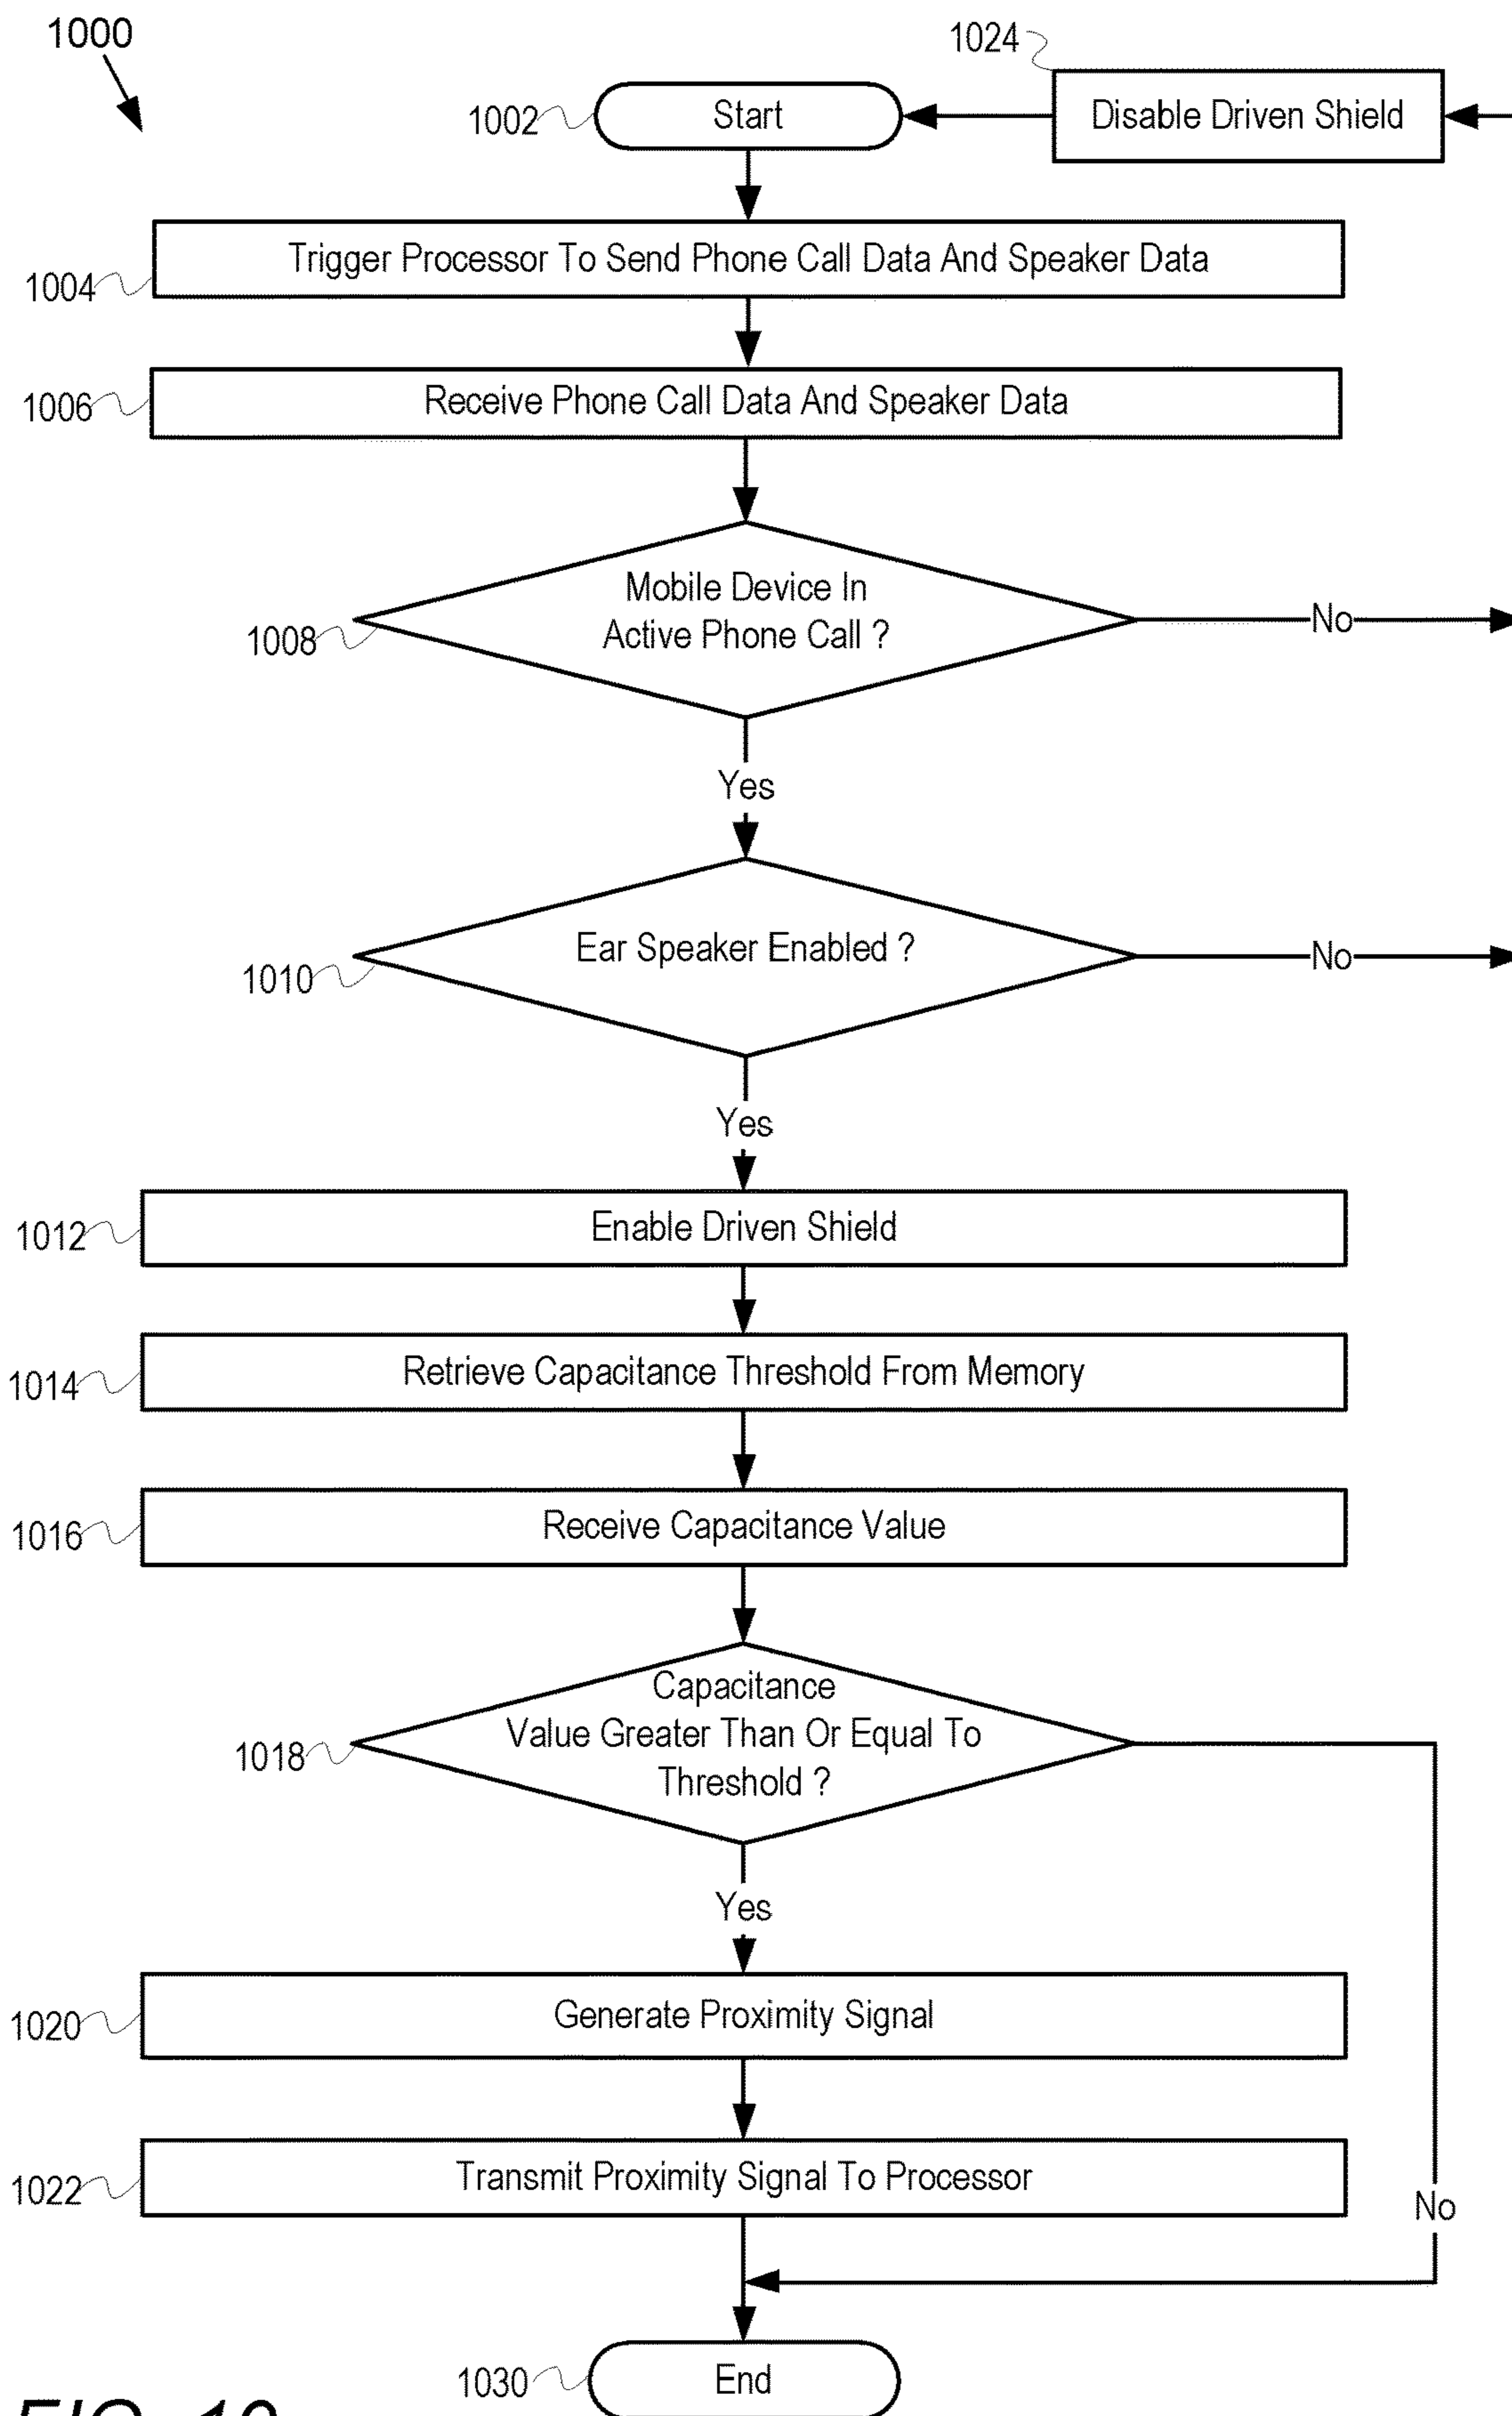 1000
1024
1002
Start
Disable Driven Shield
Trigger Processor To Send Phone Call Data And Speaker Data
1004
Receive Phone Call Data And Speaker Data
1006
Mobile Device In
Active Phone Call ?
1008
No
Yes
Ear Speaker Enabled ?
1010
No
Yes
1012
Enable Driven Shield
1014
Retrieve Capacitance Threshold From Memory
1016
Receive Capacitance Value
Capacitance
Value Greater Than Or Equal To
Threshold ?
1018
Yes
1020
Generate Proximity Signal
1022
Transmit Proximity Signal To Processor
No
1030
End